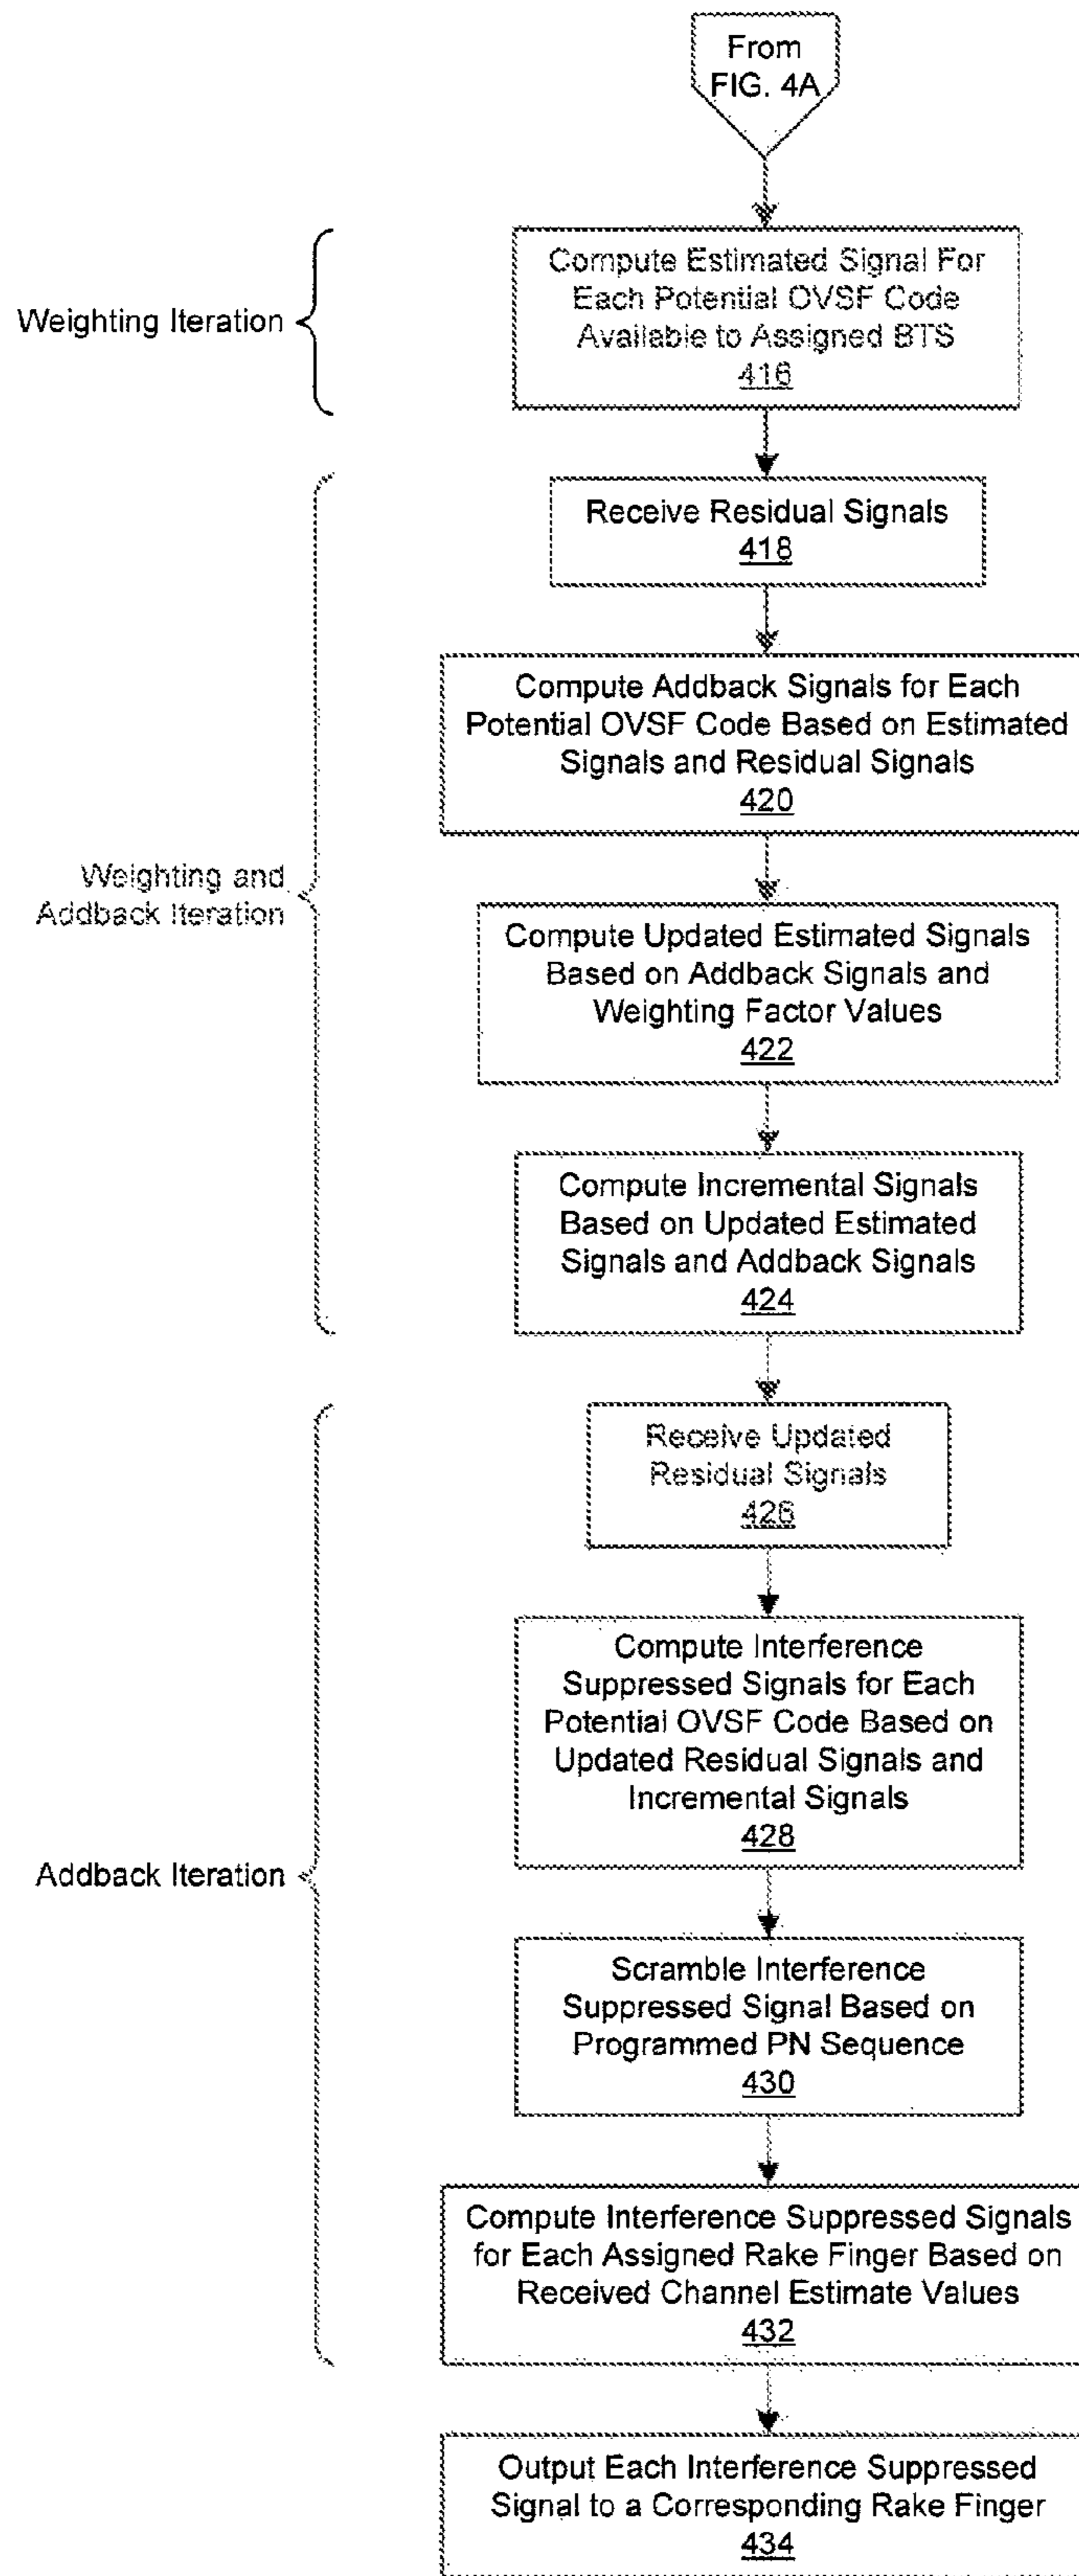 From
FIG. 4A
Weighting Iteration
Compute Estimated Signal For
Each Potential OVSF Code
Available to Assigned BTS
416
Receive Residual Signals
418
Compute Addback Signals for Each
Potential OVSF Code Based on Estimated
Signals and Residual Signals
420
Weighting and
Addback Iteration
Compute Updated Estimated Signals
Based on Addback Signals and
Weighting Factor Values
422
Compute Incremental Signals
Based on Updated Estimated
Signals and Addback Signals
424
Receive Updated
Residual Signals
426
Compute Interference
Suppressed Signals for Each
Potential OVSF Code Based on
Updated Residual Signals and
Incremental Signals
428
Addback Iteration
Scramble Interference
Suppressed Signal Based on
Programmed PN Sequence
430
Compute Interference Suppressed Signals
for Each Assigned Rake Finger Based on
Received Channel Estimate Values
432
Output Each Interference Suppressed
Signal to a Corresponding Rake Finger
434